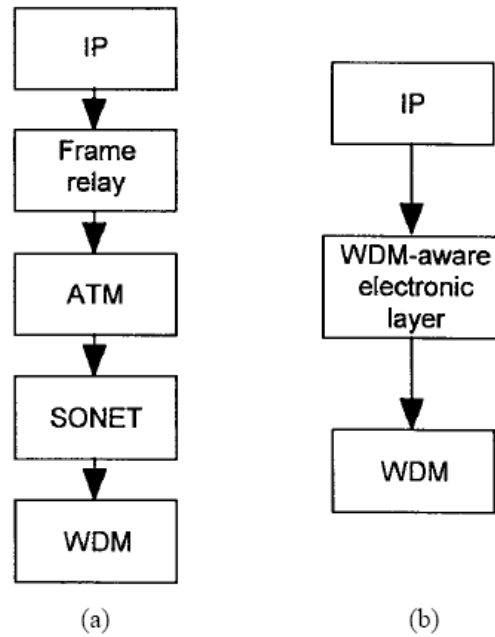 IP
Frame
relay
ATM
SONET
WDM
(a)
IP
WDM-aware
electronic
layer
WDM
(b)